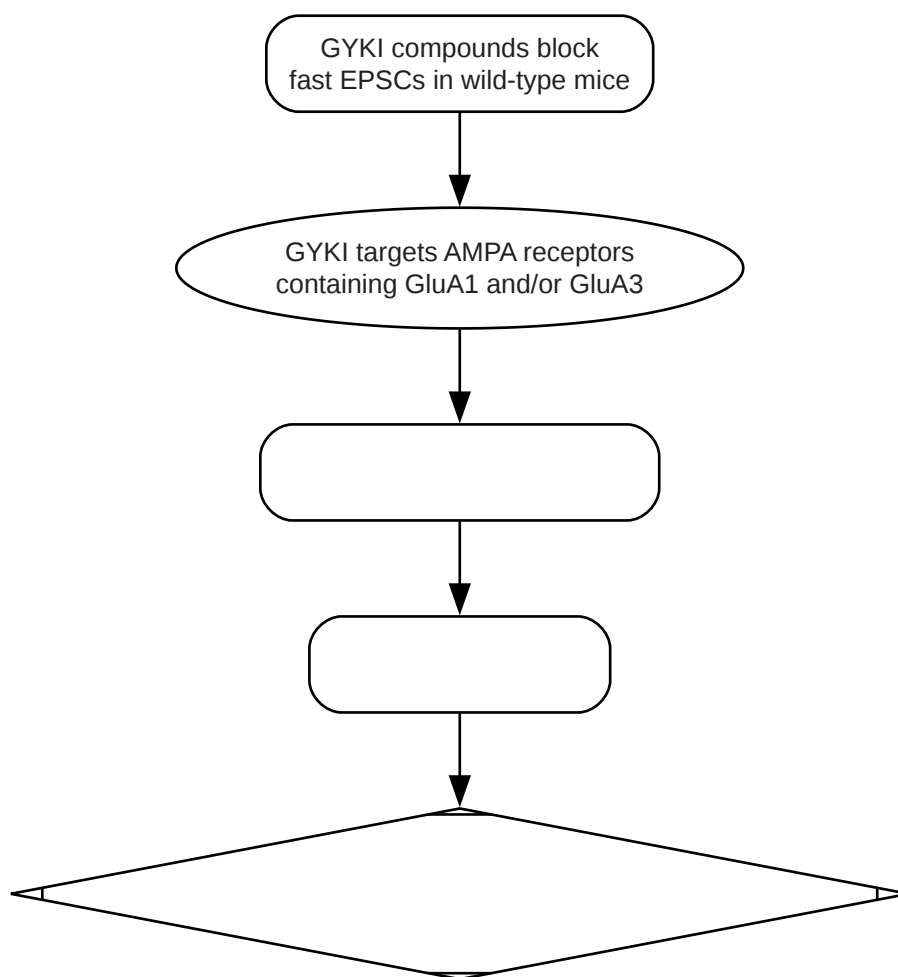 GYKI compounds block
fast EPSCs in wild-type mice
GYKI targets AMPA receptors
containing GluA1 and/or GluA3